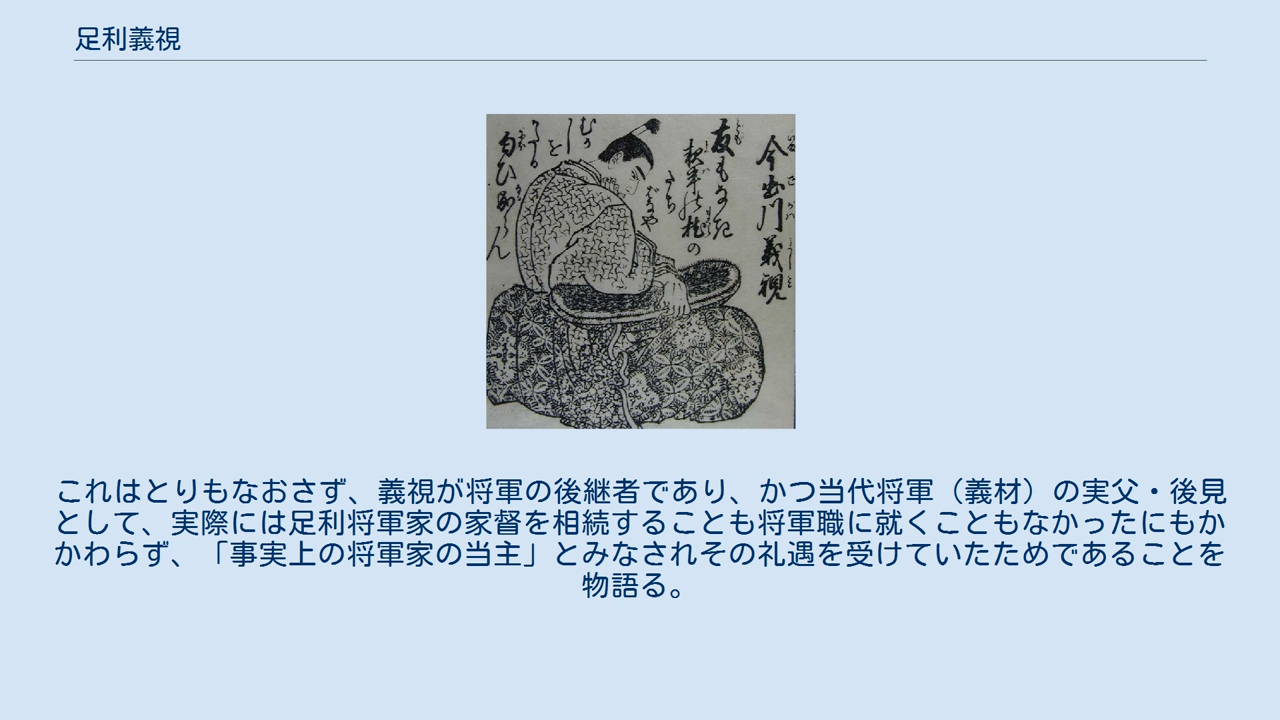 足利義視
今出川義視
友もなき
これはとりもなおさず、義視が将軍の後継者であり、かつ当代将軍（義材）の実父・後見
として、実際には足利将軍家の家督を相続することも将軍職に就くこともなかったにもか
かわらず、「事実上の将軍家の当主」とみなされその礼遇を受けていたためであることを
物語る。